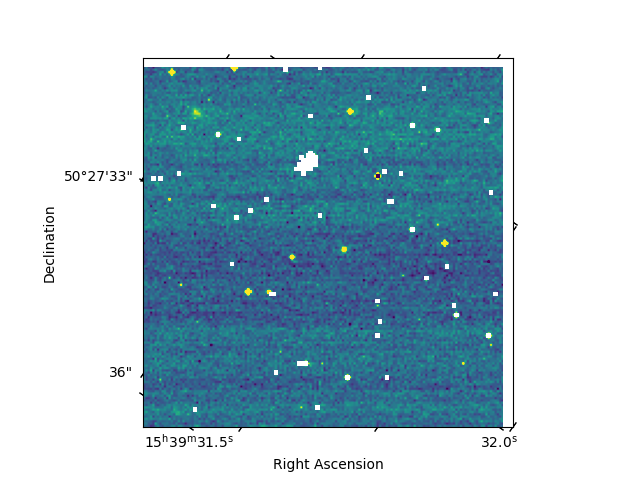 50°27'33"
Declination
36"
15ʰ39ᵐ31.5ˢ
32.0ˢ
Right Ascension